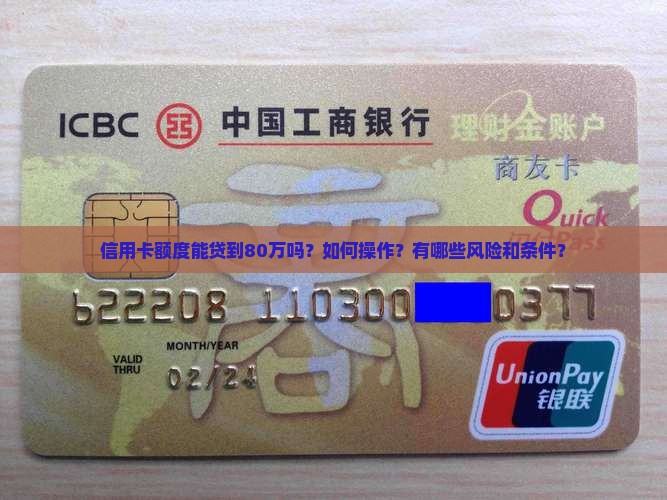 ICBC 中国工商银行 理财金账户
商友卡
Quick
Pass
信用卡额度能贷到80万吗？如何操作？有哪些风险和条件？
622208 110300 0377
MONTH/YEAR
VALID
THRU
02/24
UnionPay
银联